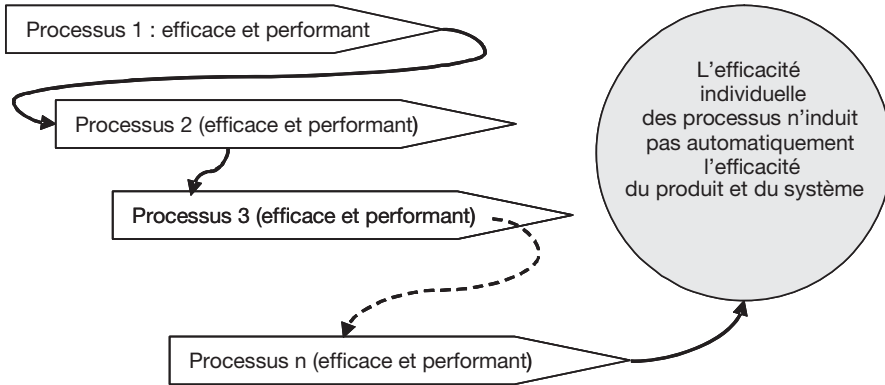 Processus 1 : efficace et performant
Processus 2 (efficace et performant)
Processus 3 (efficace et performant)
Processus n (efficace et performant)
L’efficacité
individuelle
des processus n’induit
pas automatiquement
l’efficacité
du produit et du système